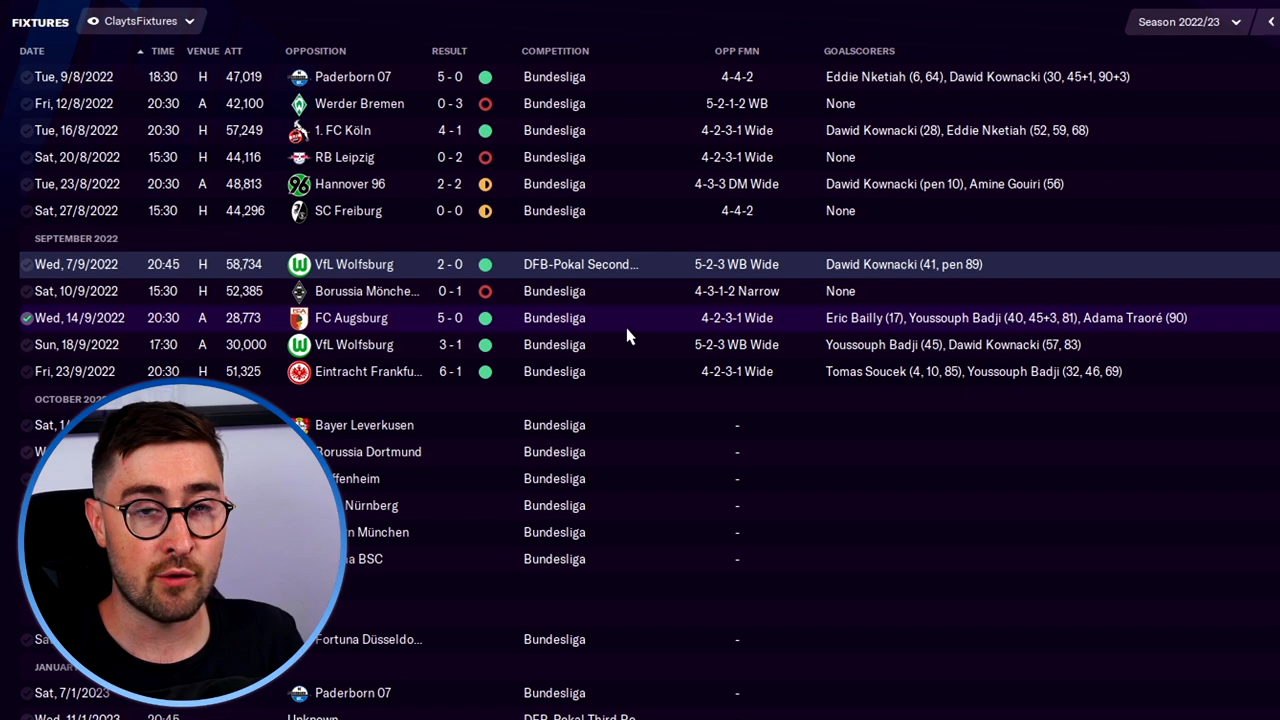 FIXTURES ClaytsFixtures Season 2022/23
DATE TIME VENUE ATT OPPOSITION RESULT COMPETITION OPP FMN GOALSCORERS
Tue, 9/8/2022 18:30 H 47,019 Paderborn 07 5 - 0 Bundesliga 4-4-2 Eddie Nketiah (6, 64), Dawid Kownacki (30, 45+1, 90+3)
Fri, 12/8/2022 20:30 A 42,100 Werder Bremen 0 - 3 Bundesliga 5-2-1-2 WB None
Tue, 16/8/2022 20:30 H 57,249 1. FC Köln 4 - 1 Bundesliga 4-2-3-1 Wide Dawid Kownacki (28), Eddie Nketiah (52, 59, 68)
Sat, 20/8/2022 15:30 H 44,116 RB Leipzig 0 - 2 Bundesliga 4-2-3-1 Wide None
Tue, 23/8/2022 20:30 A 48,813 Hannover 96 2 - 2 Bundesliga 4-3-3 DM Wide Dawid Kownacki (pen 10), Amine Gouiri (56)
Sat, 27/8/2022 15:30 H 44,296 SC Freiburg 0 - 0 Bundesliga 4-4-2 None
SEPTEMBER 2022
Wed, 7/9/2022 20:45 H 58,734 VfL Wolfsburg 2 - 0 DFB-Pokal Second... 5-2-3 WB Wide Dawid Kownacki (41, pen 89)
Sat, 10/9/2022 15:30 H 52,385 Borussia Mönche... 0 - 1 Bundesliga 4-3-1-2 Narrow None
Wed, 14/9/2022 20:30 A 28,773 FC Augsburg 5 - 0 Bundesliga 4-2-3-1 Wide Eric Bailly (17), Youssouph Badji (40, 45+3, 81), Adama Traoré (90)
Sun, 18/9/2022 17:30 A 30,000 VfL Wolfsburg 3 - 1 Bundesliga 5-2-3 WB Wide Youssouph Badji (45), Dawid Kownacki (57, 83)
Fri, 23/9/2022 20:30 H 51,325 Eintracht Frankfu... 6 - 1 Bundesliga 4-2-3-1 Wide Tomas Soucek (4, 10, 85), Youssouph Badji (32, 46, 69)
OCTOBER
Sat, Bayer Leverkusen Bundesliga -
Borussia Dortmund Bundesliga -
ffenheim Bundesliga -
Nürnberg Bundesliga -
München Bundesliga -
BSC Bundesliga -
Fortuna Düsseldo... Bundesliga -
JANUARY
Sat, 7/1/2023 Paderborn 07 Bundesliga -
Wed, 11/1/2023 20:45 Unknown DFB-Pokal Third